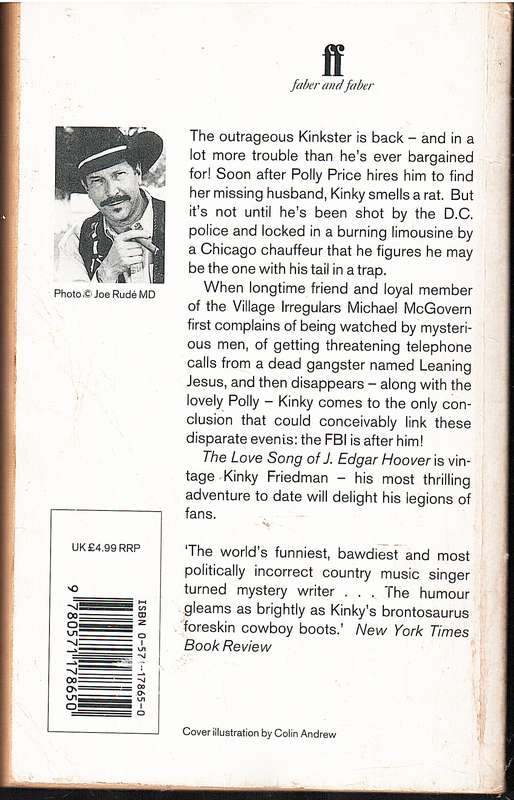 ff
faber and faber
The outrageous Kinkster is back – and in a
lot more trouble than he's ever bargained
for! Soon after Polly Price hires him to find
her missing husband, Kinky smells a rat. But
it's not until he's been shot by the D.C.
police and locked in a burning limousine by
a Chicago chauffeur that he figures he may
be the one with his tail in a trap.
When longtime friend and loyal member
of the Village Irregulars Michael McGovern
first complains of being watched by mysteri-
ous men, of getting threatening telephone
calls from a dead gangster named Leaning
Jesus, and then disappears – along with the
lovely Polly – Kinky comes to the only con-
clusion that could conceivably link these
disparate events: the FBI is after him!
The Love Song of J. Edgar Hoover is vin-
tage Kinky Friedman – his most thrilling
adventure to date will delight his legions of
fans.
'The world's funniest, bawdiest and most
politically incorrect country music singer
turned mystery writer . . . The humour
gleams as brightly as Kinky's brontosaurus
foreskin cowboy boots.' New York Times
Book Review
Photo © Joe Rudé MD
UK £4.99 RRP
ISBN 0-571-17865-0
9 780571 178650
Cover illustration by Colin Andrew